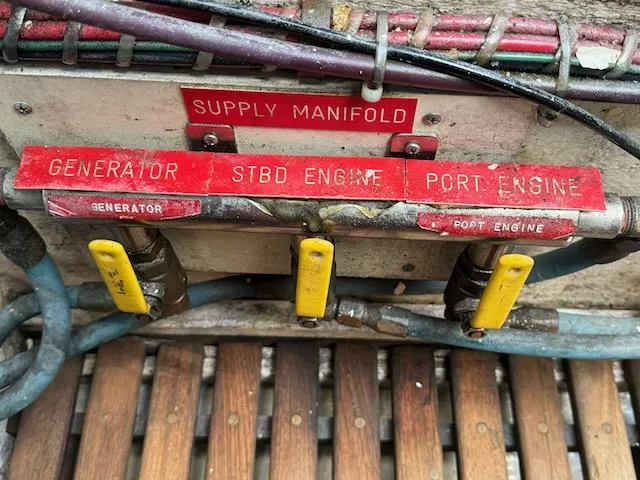 SUPPLY MANIFOLD
GENERATOR STBD ENGINE PORT ENGINE
GENERATOR PORT ENGINE